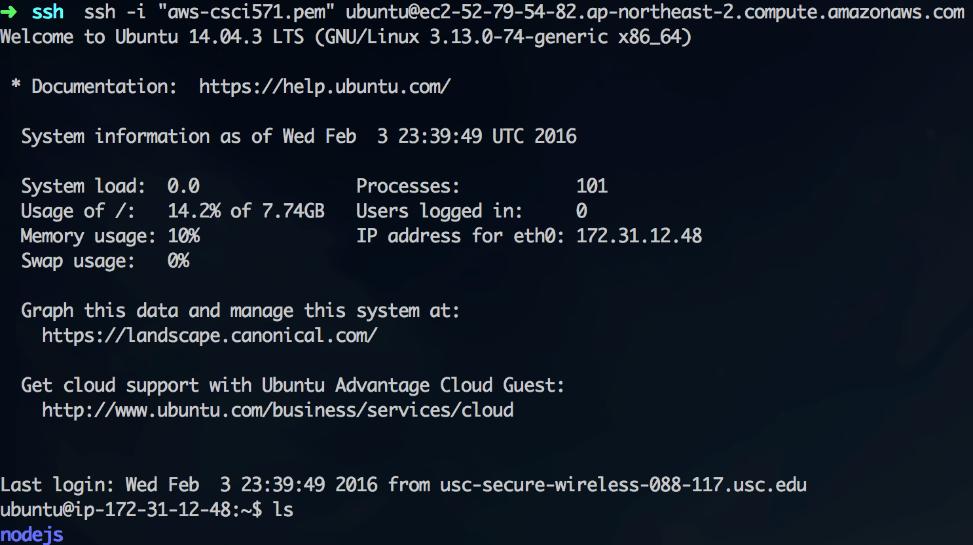 ➜ ssh ssh -i "aws-csci571.pem" ubuntu@ec2-52-79-54-82.ap-northeast-2.compute.amazonaws.com
Welcome to Ubuntu 14.04.3 LTS (GNU/Linux 3.13.0-74-generic x86_64)
* Documentation: https://help.ubuntu.com/
System information as of Wed Feb 3 23:39:49 UTC 2016
System load: 0.0 Processes: 101
Usage of /: 14.2% of 7.74GB Users logged in: 0
Memory usage: 10% IP address for eth0: 172.31.12.48
Swap usage: 0%
Graph this data and manage this system at:
https://landscape.canonical.com/
Get cloud support with Ubuntu Advantage Cloud Guest:
http://www.ubuntu.com/business/services/cloud
Last login: Wed Feb 3 23:39:49 2016 from usc-secure-wireless-088-117.usc.edu
ubuntu@ip-172-31-12-48:~$ ls
nodejs